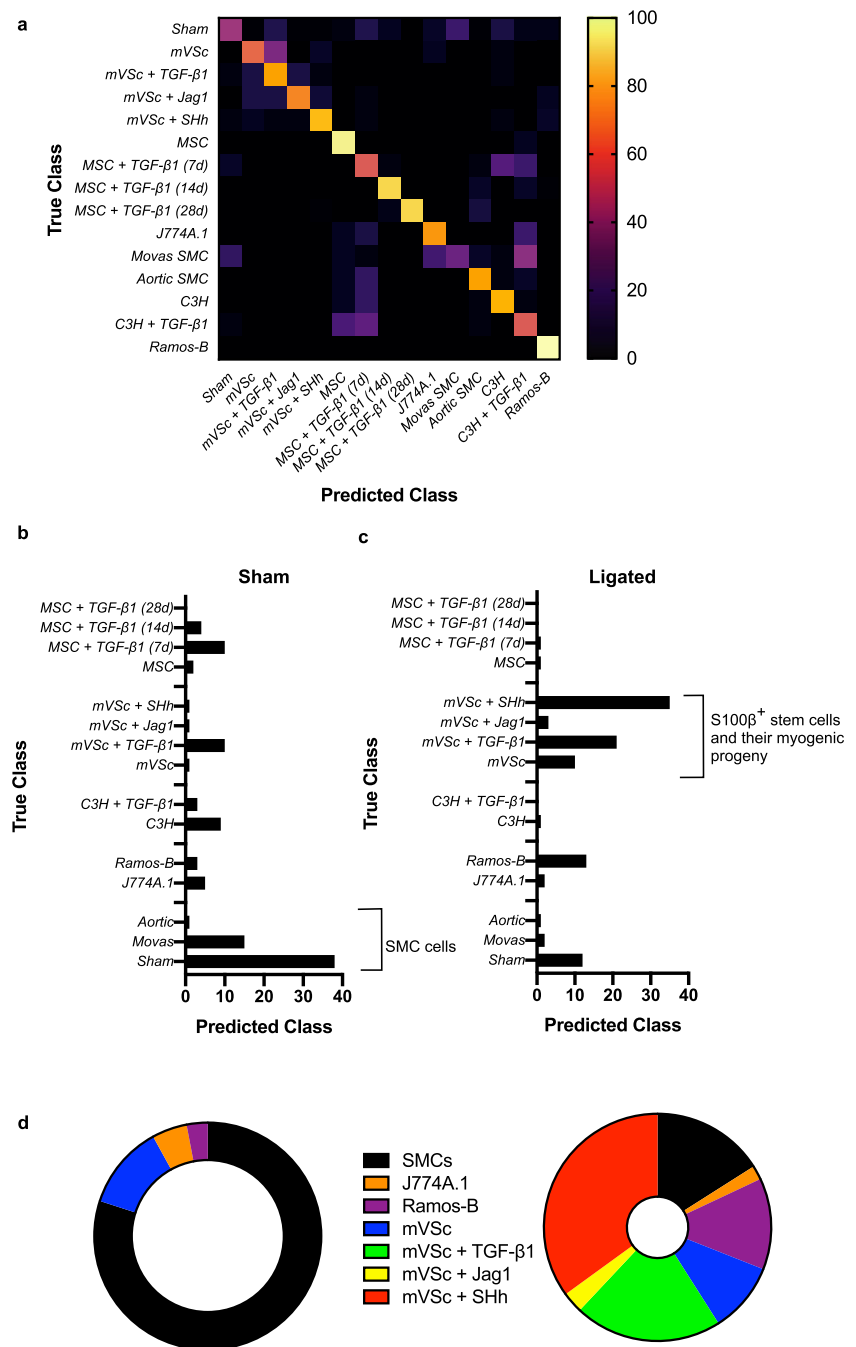 a
Sham
mVSc
mVSc + TGF-β1
mVSc + Jag1
mVSc + SHh
MSC
MSC + TGF-β1 (7d)
MSC + TGF-β1 (14d)
MSC + TGF-β1 (28d)
J774A.1
Movas SMC
Aortic SMC
C3H
C3H + TGF-β1
Ramos-B
True Class
100
80
60
40
20
0
Sham
mVSc
mVSc + TGF-β1
mVSc + Jag1
mVSc + SHh
MSC
MSC + TGF-β1 (7d)
MSC + TGF-β1 (14d)
MSC + TGF-β1 (28d)
J774A.1
Movas SMC
Aortic SMC
C3H
C3H + TGF-β1
Ramos-B
Predicted Class
b
Sham
MSC + TGF-β1 (28d)
MSC + TGF-β1 (14d)
MSC + TGF-β1 (7d)
MSC
mVSc + SHh
mVSc + Jag1
mVSc + TGF-β1
mVSc
C3H + TGF-β1
C3H
Ramos-B
J774A.1
Aortic
Movas
Sham
True Class
SMC cells
0 10 20 30 40
Predicted Class
c
Ligated
MSC + TGF-β1 (28d)
MSC + TGF-β1 (14d)
MSC + TGF-β1 (7d)
MSC
mVSc + SHh
mVSc + Jag1
mVSc + TGF-β1
mVSc
C3H + TGF-β1
C3H
Ramos-B
J774A.1
Aortic
Movas
Sham
True Class
S100β+ stem cells
and their myogenic
progeny
0 10 20 30 40
Predicted Class
d
SMCs
J774A.1
Ramos-B
mVSc
mVSc + TGF-β1
mVSc + Jag1
mVSc + SHh